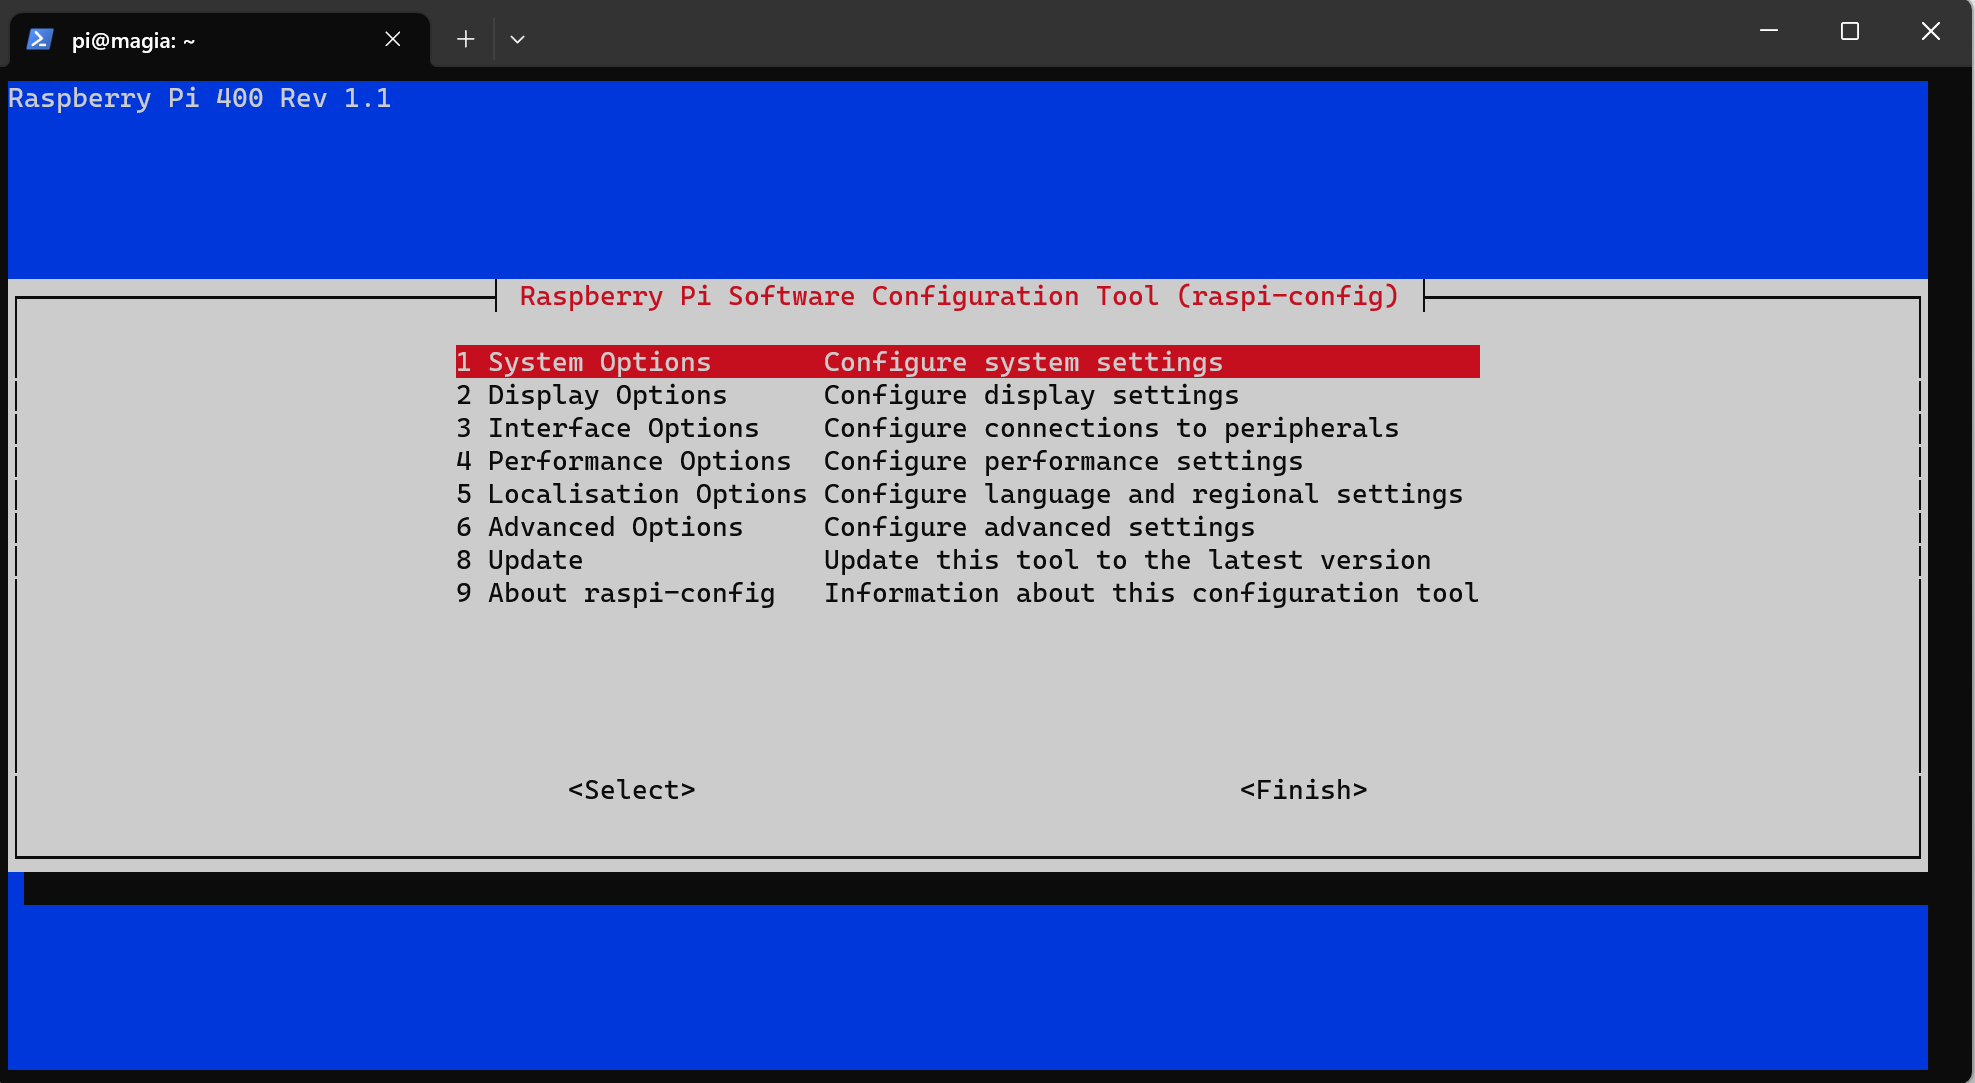 pi@magia: ~
Raspberry Pi 400 Rev 1.1
Raspberry Pi Software Configuration Tool (raspi-config)
1 System Options Configure system settings
2 Display Options Configure display settings
3 Interface Options Configure connections to peripherals
4 Performance Options Configure performance settings
5 Localisation Options Configure language and regional settings
6 Advanced Options Configure advanced settings
8 Update Update this tool to the latest version
9 About raspi-config Information about this configuration tool
<Select> <Finish>